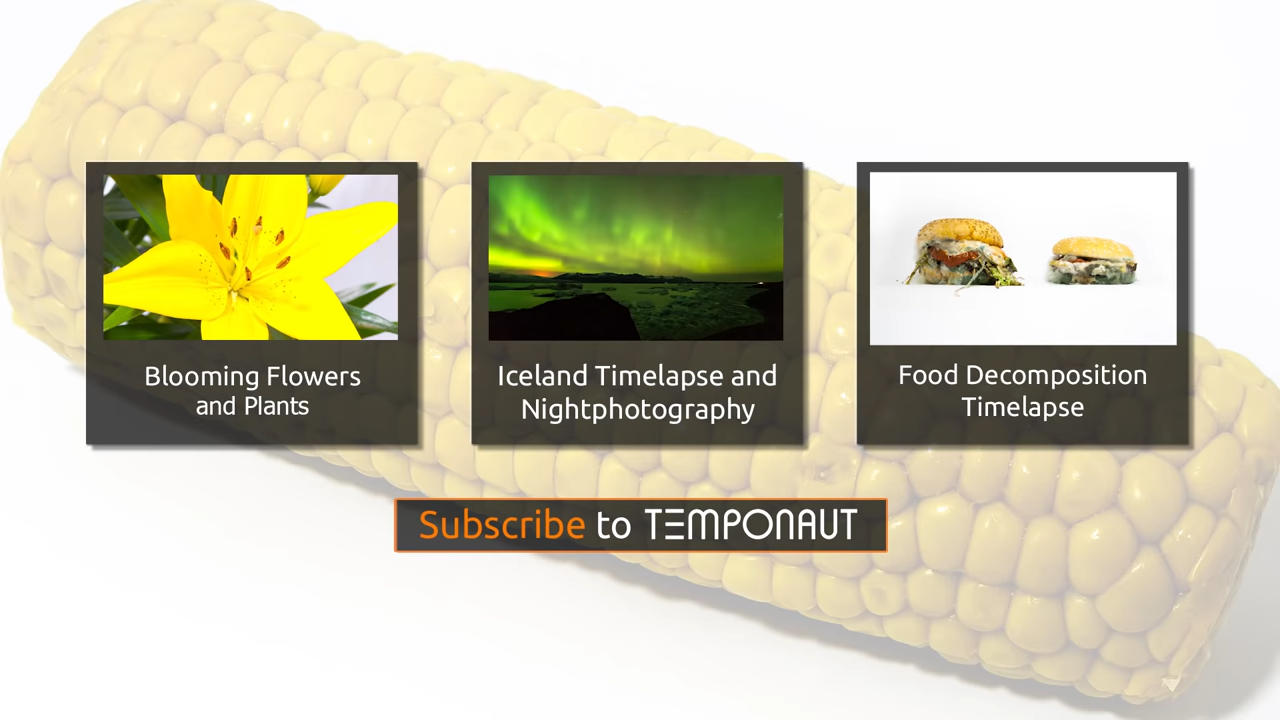 Blooming Flowers
and Plants
Iceland Timelapse and
Nightphotography
Food Decomposition
Timelapse
Subscribe to TEMPONAUT